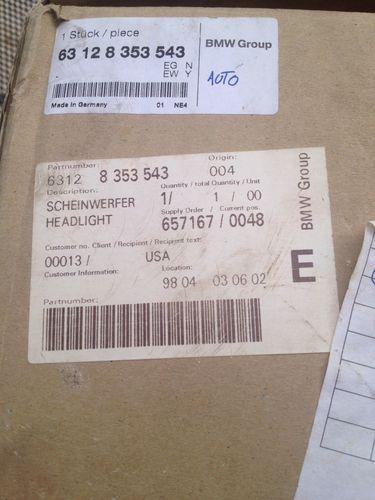 1 Stück / piece
63 12 8 353 543
BMW Group
EG N
EW Y
AUTO
Made in Germany
01 NE4
Partnumber:
6312 8 353 543
Origin:
004
Description:
SCHEINWERFER
HEADLIGHT
Quantity / total Quantity / Unit
1/ 1 / 00
Supply Order / Current pos.
657167 / 0048
Customer no. Client / Recipient / Recipient text:
00013 / USA
Customer Information:
Location:
98 04 03 06 02
E
BMW Group
Partnumber: